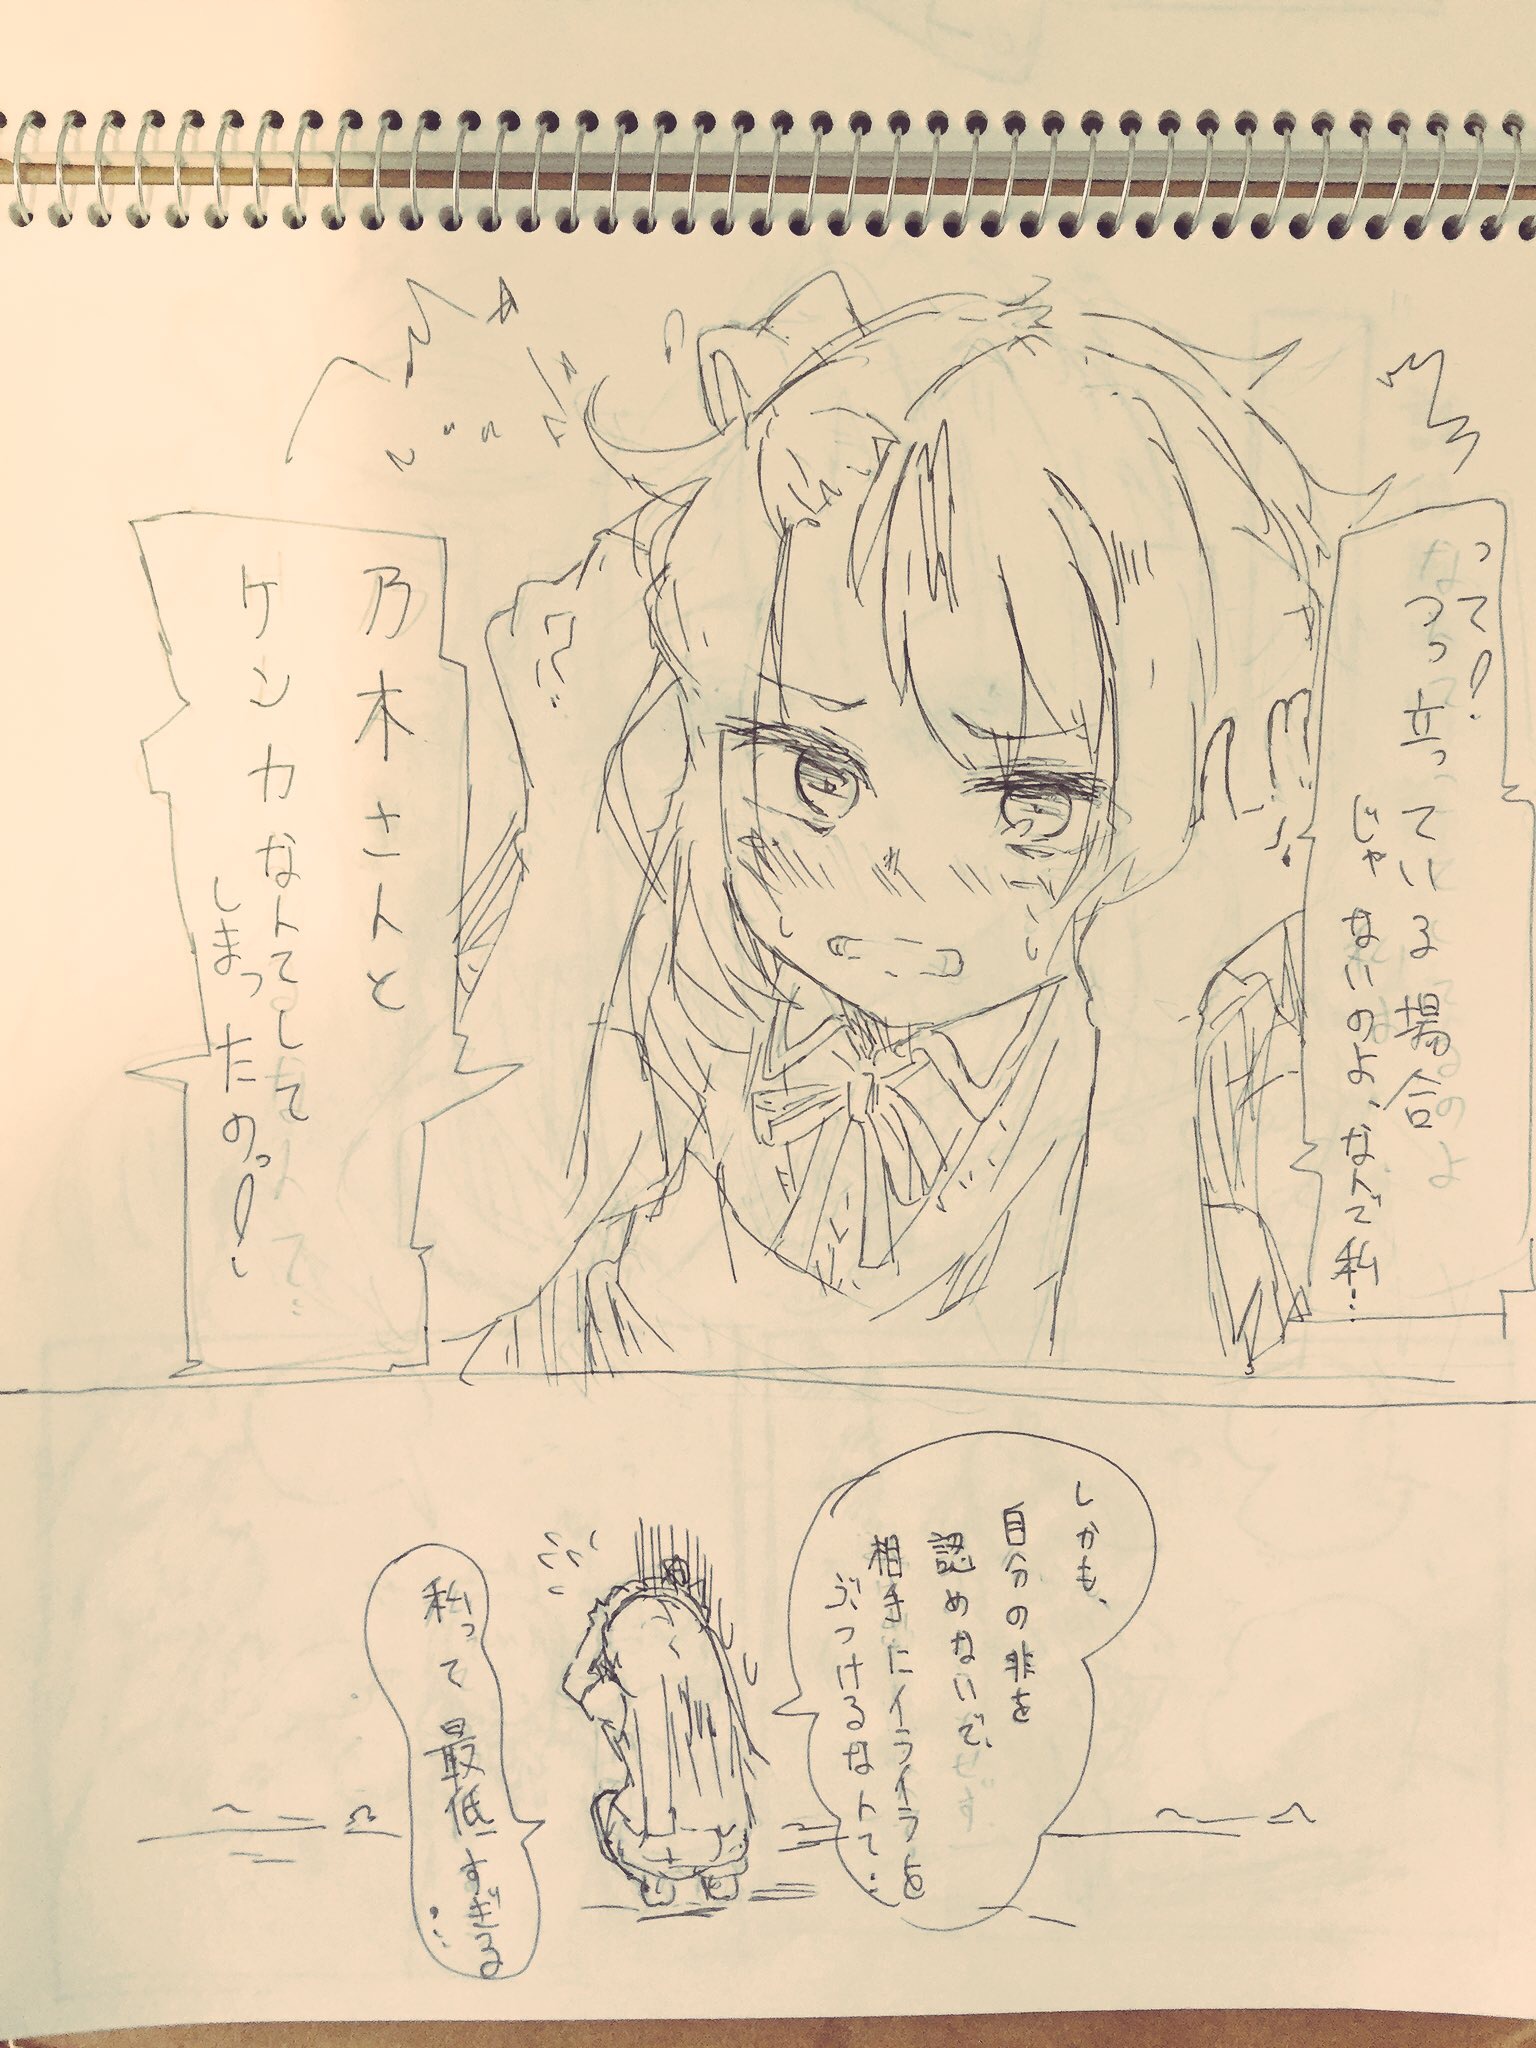 って!
つっ立っている場合
じゃないのよ、なんで私…
乃木さんと
ケンカなんてして
しまったのっ!
しかも、
自分の非を
認めないで、
相手にイライラを
ぶつけるなんて…
私って最低すぎる…